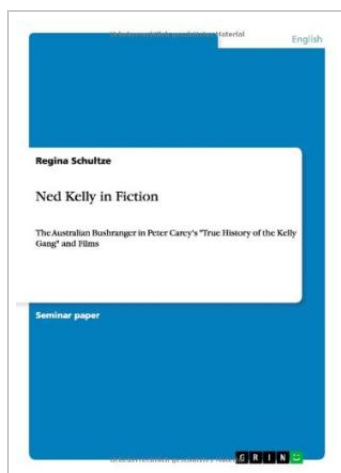 English
Regina Schultze
Ned Kelly in Fiction
The Australian Bushranger in Peter Carey's "True History of the Kelly
Gang" and Films
Seminar paper
GRIN